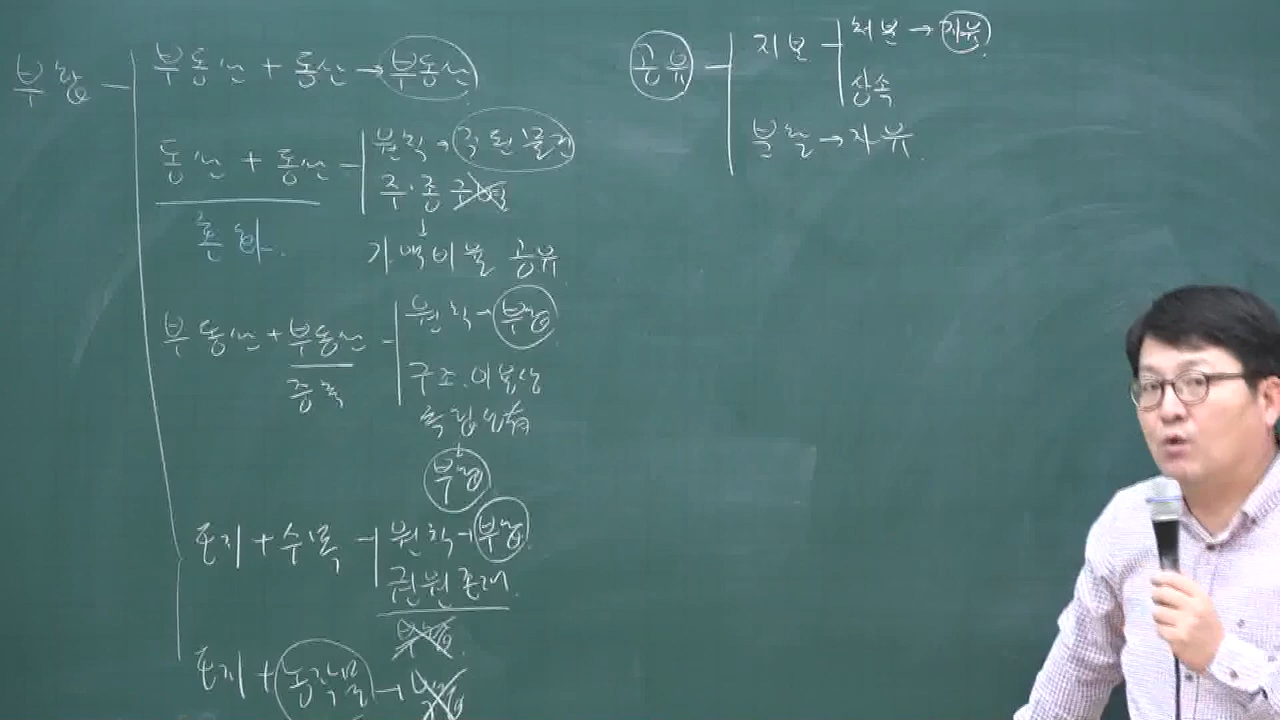 부합
부동산 + 동산 → 부동산
동산 + 동산
원칙 → 주된 물건
주·종 구별
↓
가액비율 공유
혼화.
부동산 + 부동산
원칙 → 부합
증축
구조·이용상
독립성 有
↓
부합
토지 + 수목
원칙 → 부합
권원 존재
부합
토지 + 농작물 → 부합
공유
지분
처분 → 자유
상속
분할 → 자유.